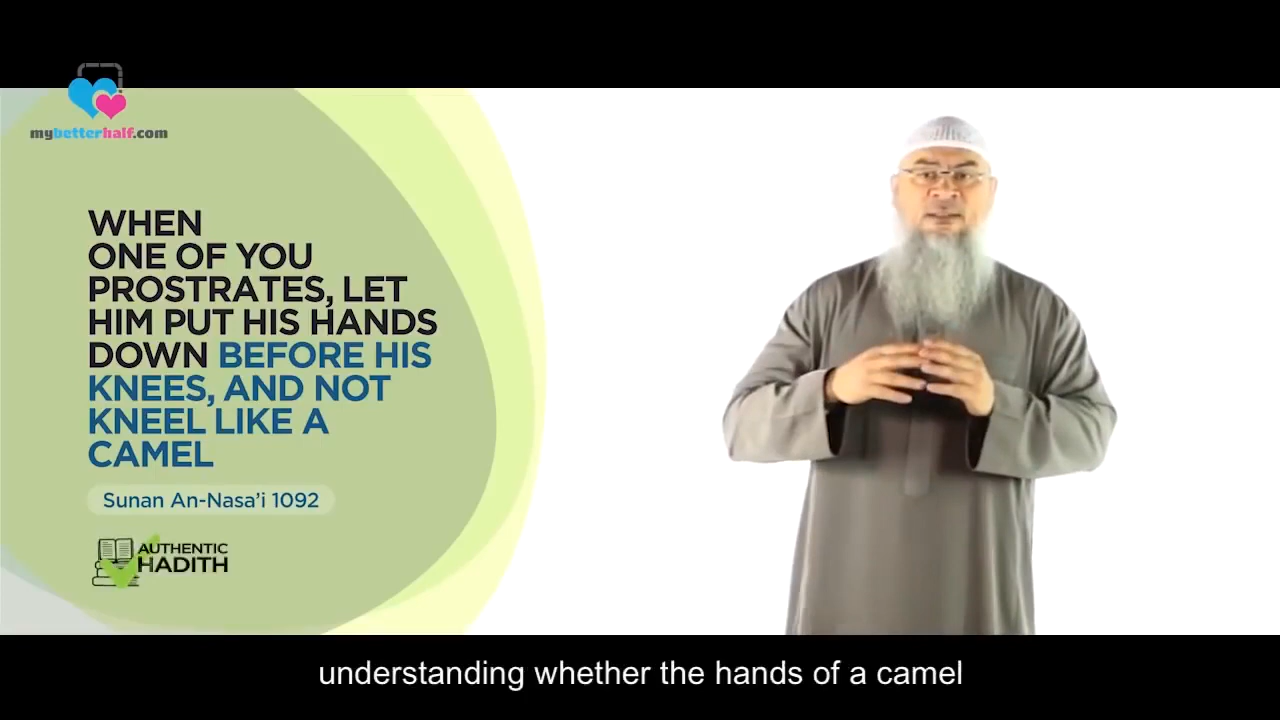 mybetterhalf.com
WHEN
ONE OF YOU
PROSTRATES, LET
HIM PUT HIS HANDS
DOWN BEFORE HIS
KNEES, AND NOT
KNEEL LIKE A
CAMEL
Sunan An-Nasa'i 1092
AUTHENTIC
HADITH
understanding whether the hands of a camel